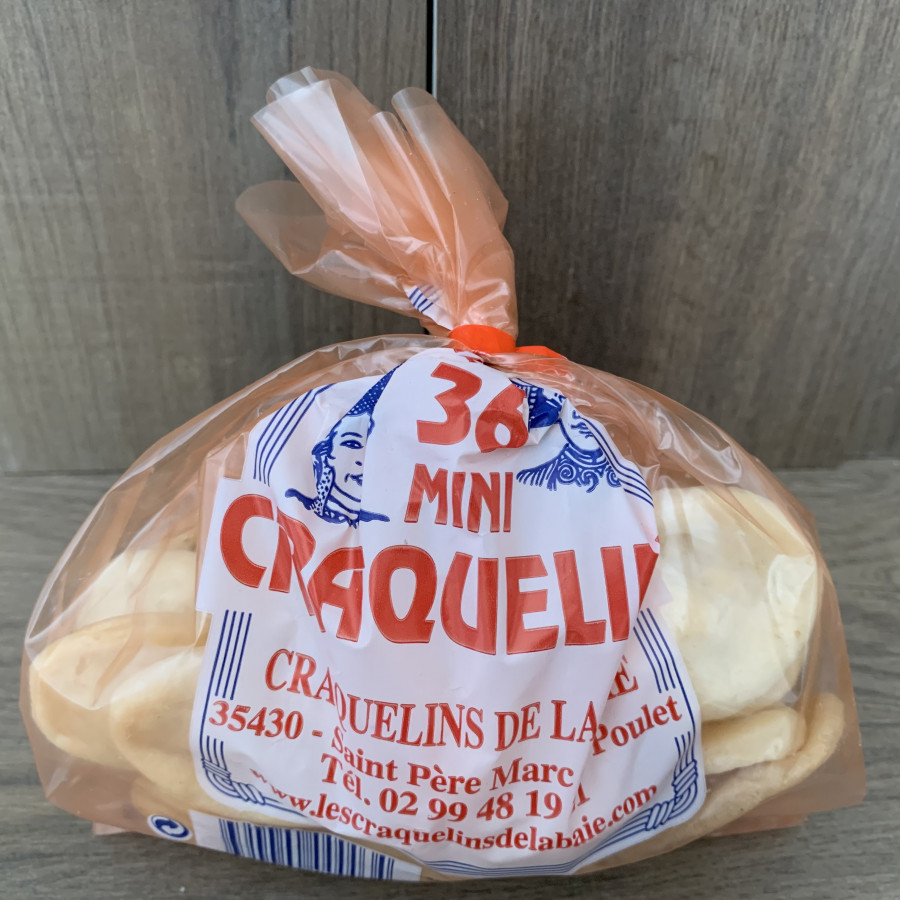 36
MINI
CRAQUELI
CRAQUELINS DE LA
35430 - Saint Père Marc Poulet
Tél. 02 99 48 19
www.lescraquelinsdelabaie.com